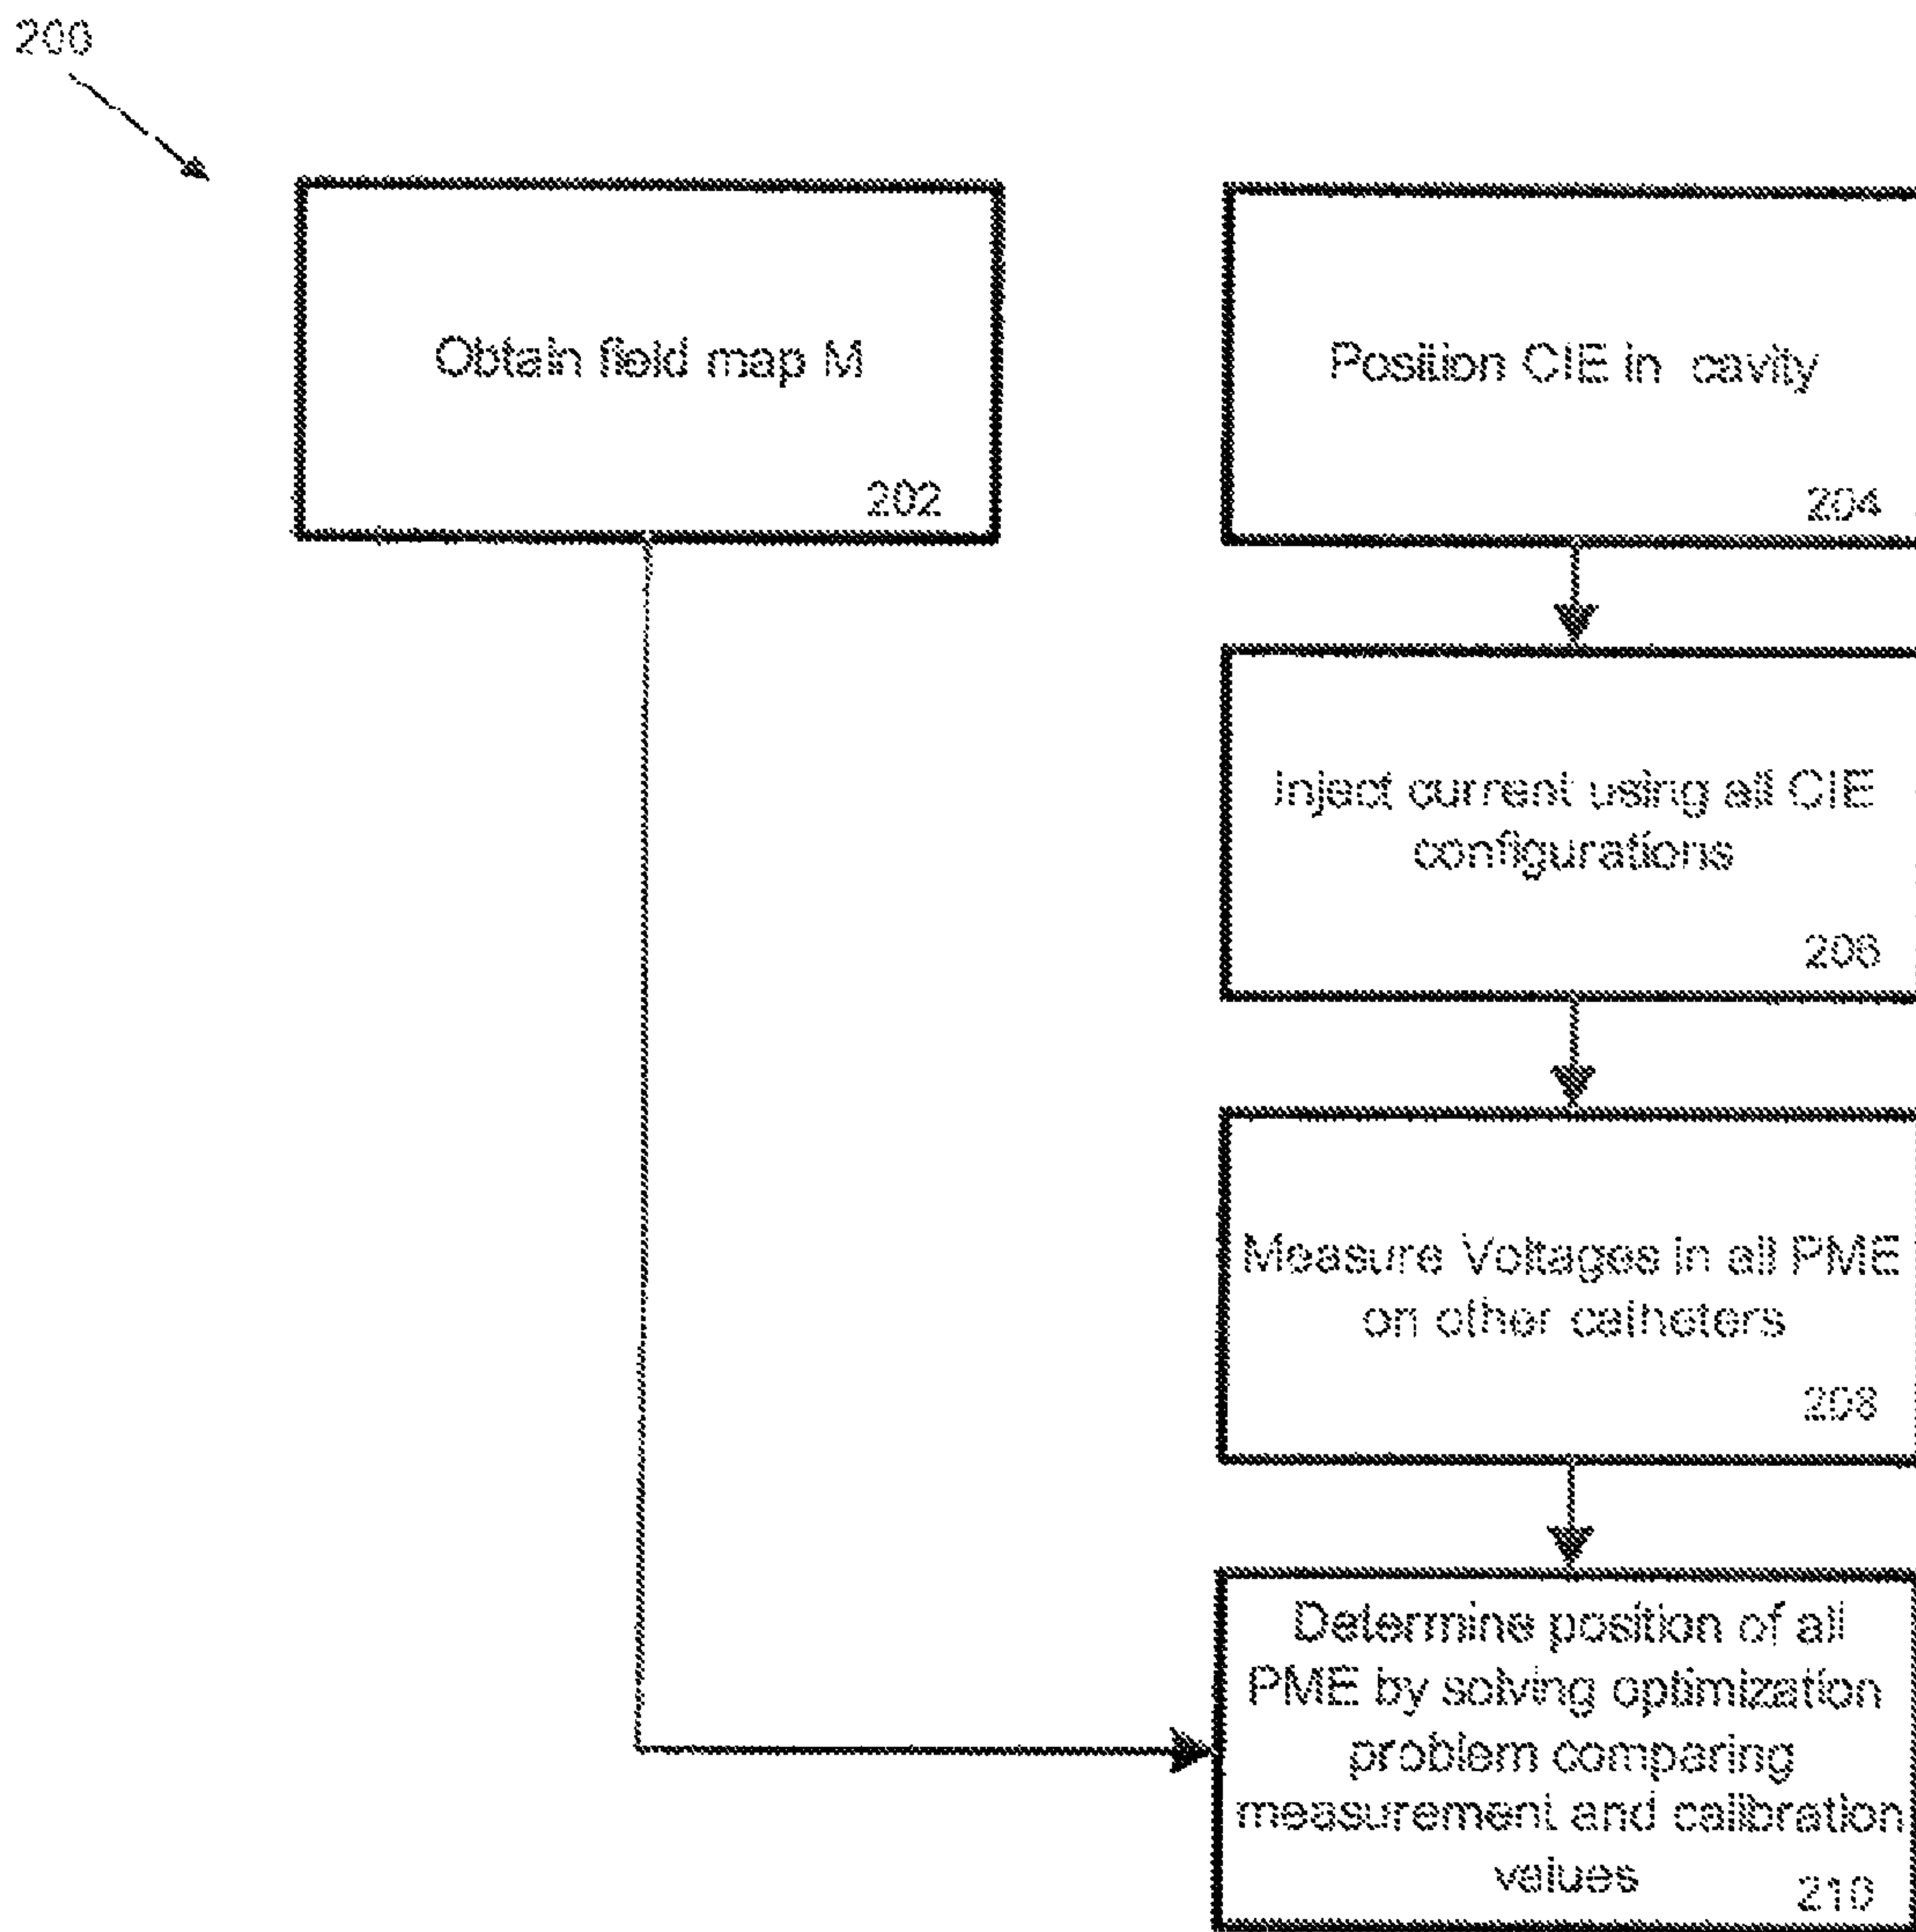 200
Obtain field map M
202
Position CIE in cavity
204
Inject current using all CIE
configurations
206
Measure Voltages in all PME
on other catheters
208
Determine position of all
PME by solving optimization
problem comparing
measurement and calibration
values
210